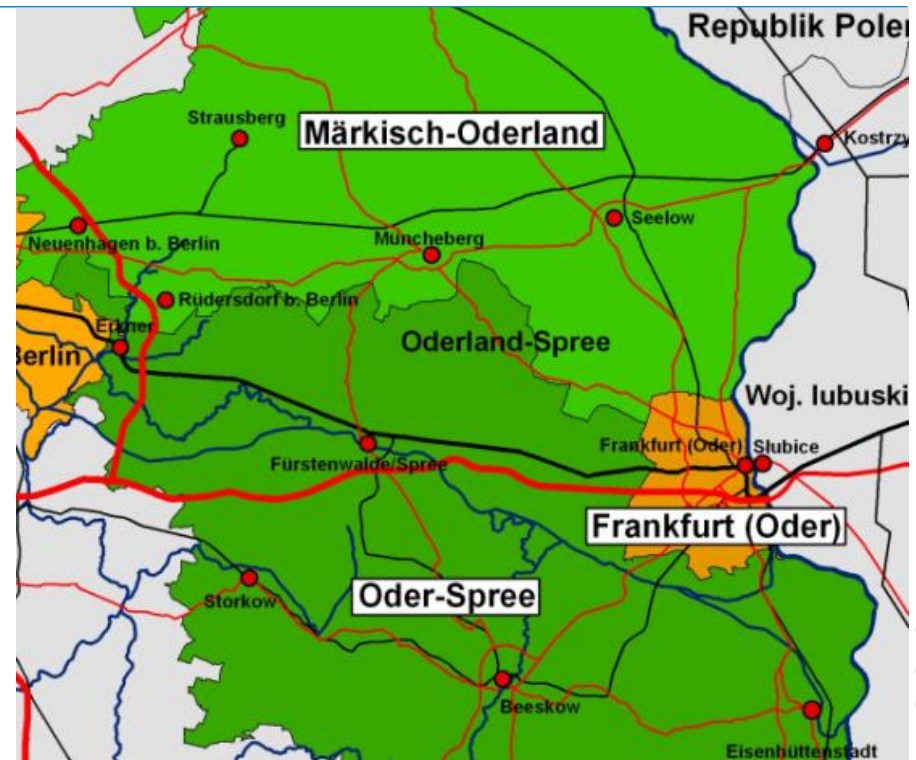 Republik Polen
Strausberg
Märkisch-Oderland
Kostrzy
Seelow
Neuenhagen b. Berlin
Müncheberg
Rüdersdorf b. Berlin
Erkner
Berlin
Oderland-Spree
Woj. lubuski
Frankfurt (Oder)
Słubice
Fürstenwalde/Spree
Frankfurt (Oder)
Storkow
Oder-Spree
Beeskow
Eisenhüttenstadt